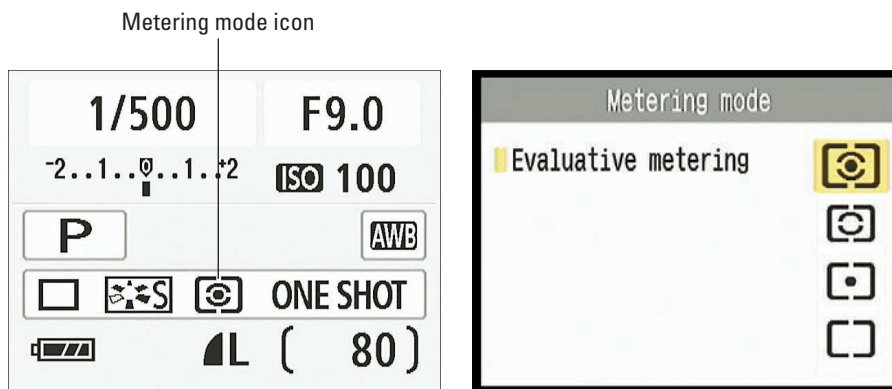 Metering mode icon
1/500 F9.0
-2..1..0..1..+2 ISO 100
P AWB
S ONE SHOT
L [ 80 ]
Metering mode
Evaluative metering